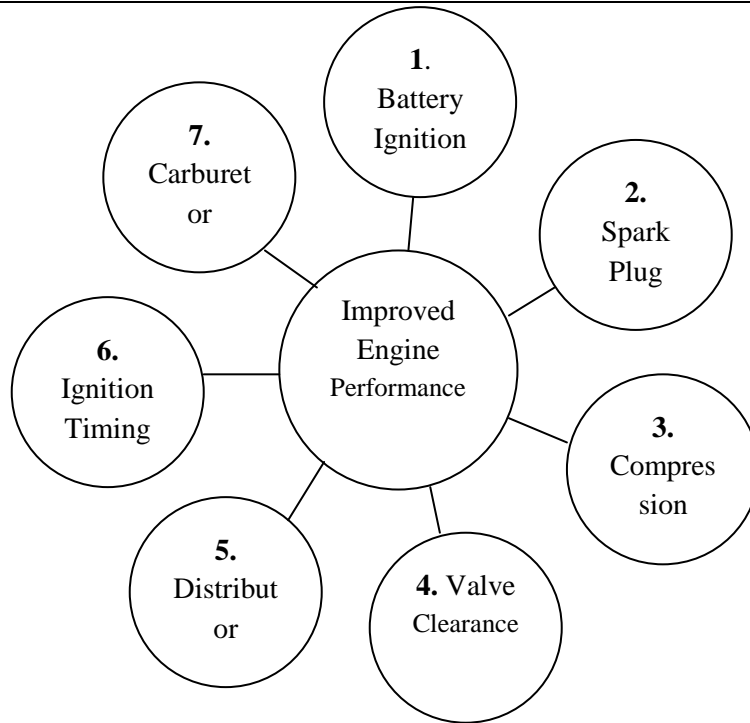 1.
Battery
Ignition
2.
Spark
Plug
3.
Compres
sion
4. Valve
Clearance
5.
Distribut
or
6.
Ignition
Timing
7.
Carburet
or
Improved
Engine
Performance